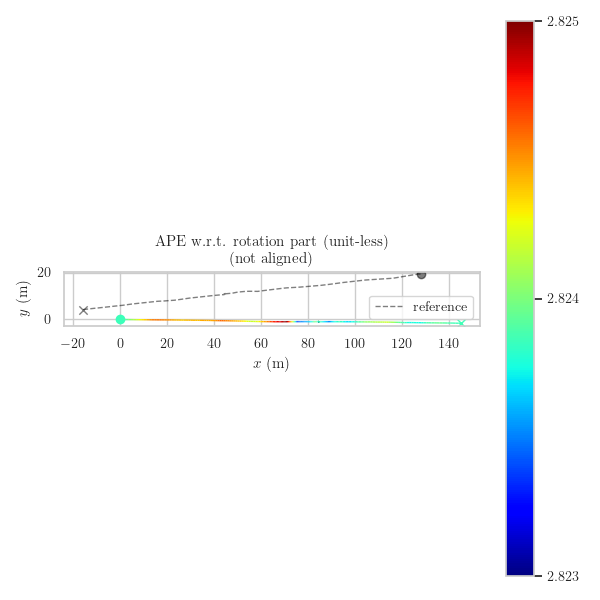 APE w.r.t. rotation part (unit-less)
(not aligned)
20
0
y (m)
reference
−20 0 20 40 60 80 100 120 140
x (m)
2.825
2.824
2.823